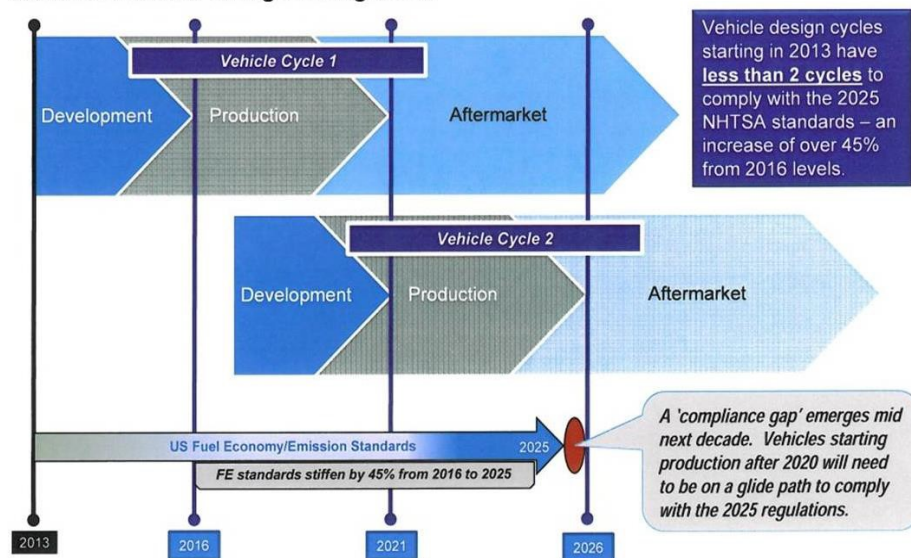 Vehicle Cycle 1
Development
Production
Aftermarket
Vehicle design cycles
starting in 2013 have
less than 2 cycles to
comply with the 2025
NHTSA standards – an
increase of over 45%
from 2016 levels.
Vehicle Cycle 2
Development
Production
Aftermarket
US Fuel Economy/Emission Standards
2025
FE standards stiffen by 45% from 2016 to 2025
A 'compliance gap' emerges mid
next decade. Vehicles starting
production after 2020 will need
to be on a glide path to comply
with the 2025 regulations.
2013
2016
2021
2026